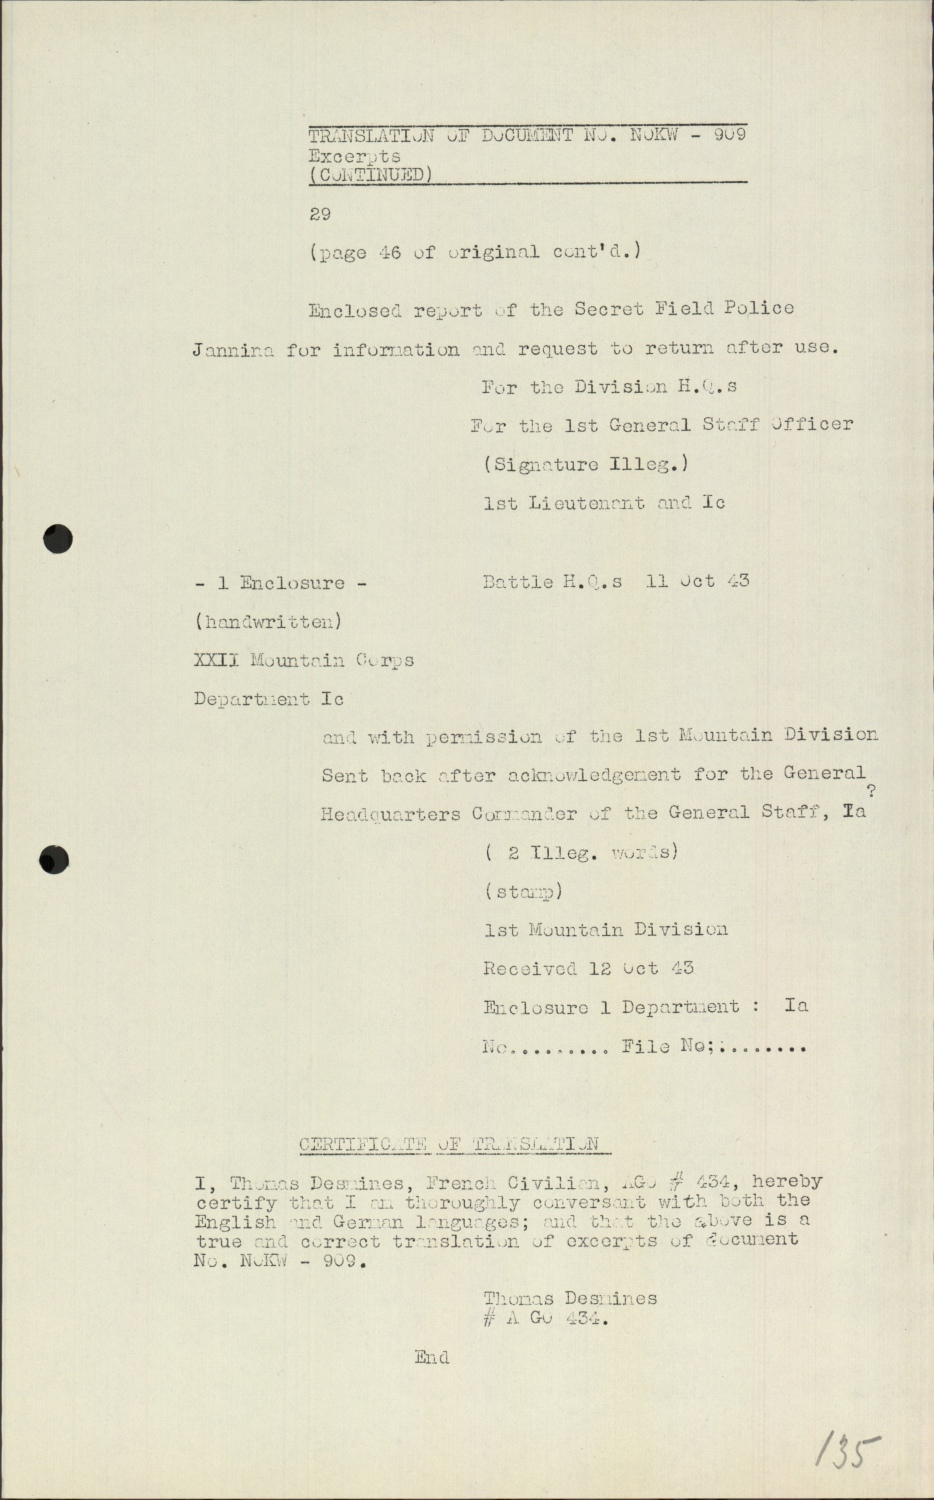 TRANSLATION OF DOCUMENT NO. NOKW - 909
Excerpts
(CONTINUED)
29
(page 46 of original cont'd.)
Enclosed report of the Secret Field Police
Jannina for information and request to return after use.
For the Division H.Q.s
For the 1st General Staff Officer
(Signature Illeg.)
1st Lieutenant and Ic
- 1 Enclosure - Battle H.Q.s 11 Oct 43
(handwritten)
XXII Mountain Corps
Department Ic
and with permission of the 1st Mountain Division
Sent back after acknowledgement for the General
?
Headquarters Commander of the General Staff, Ia
( 2 Illeg. words)
(stamp)
1st Mountain Division
Received 12 Oct 43
Enclosure 1 Department : Ia
No.......... File No;:........
CERTIFICATE OF TRANSLATION
I, Thomas Desmines, French Civilian, AGO # 434, hereby
certify that I am thoroughly conversant with both the
English and German languages; and that the above is a
true and correct translation of excerpts of document
No. NOKW - 909.
Thomas Desmines
# A GO 434.
End
135